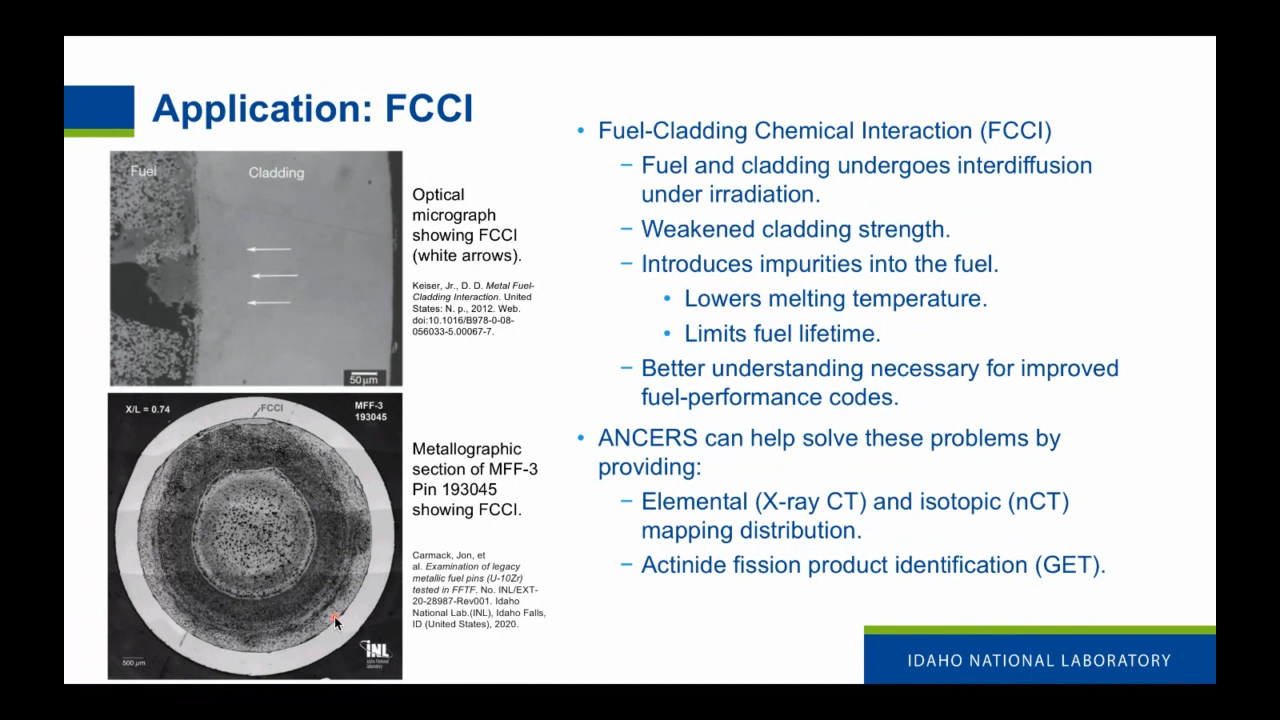 Application: FCCI
Fuel
Cladding
50 μm
Optical
micrograph
showing FCCI
(white arrows).
Keiser, Jr., D. D. Metal Fuel-
Cladding Interaction. United
States: N. p., 2012. Web.
doi:10.1016/B978-0-08-
056033-5.00067-7.
X/L = 0.74
FCCI
MFF-3
193045
500 μm
INL
Idaho National
Laboratory
Metallographic
section of MFF-3
Pin 193045
showing FCCI.
Carmack, Jon, et
al. Examination of legacy
metallic fuel pins (U-10Zr)
tested in FFTF. No. INL/EXT-
20-28987-Rev001. Idaho
National Lab.(INL), Idaho Falls,
ID (United States), 2020.
• Fuel-Cladding Chemical Interaction (FCCI)
− Fuel and cladding undergoes interdiffusion
under irradiation.
− Weakened cladding strength.
− Introduces impurities into the fuel.
• Lowers melting temperature.
• Limits fuel lifetime.
− Better understanding necessary for improved
fuel-performance codes.
• ANCERS can help solve these problems by
providing:
− Elemental (X-ray CT) and isotopic (nCT)
mapping distribution.
− Actinide fission product identification (GET).
IDAHO NATIONAL LABORATORY